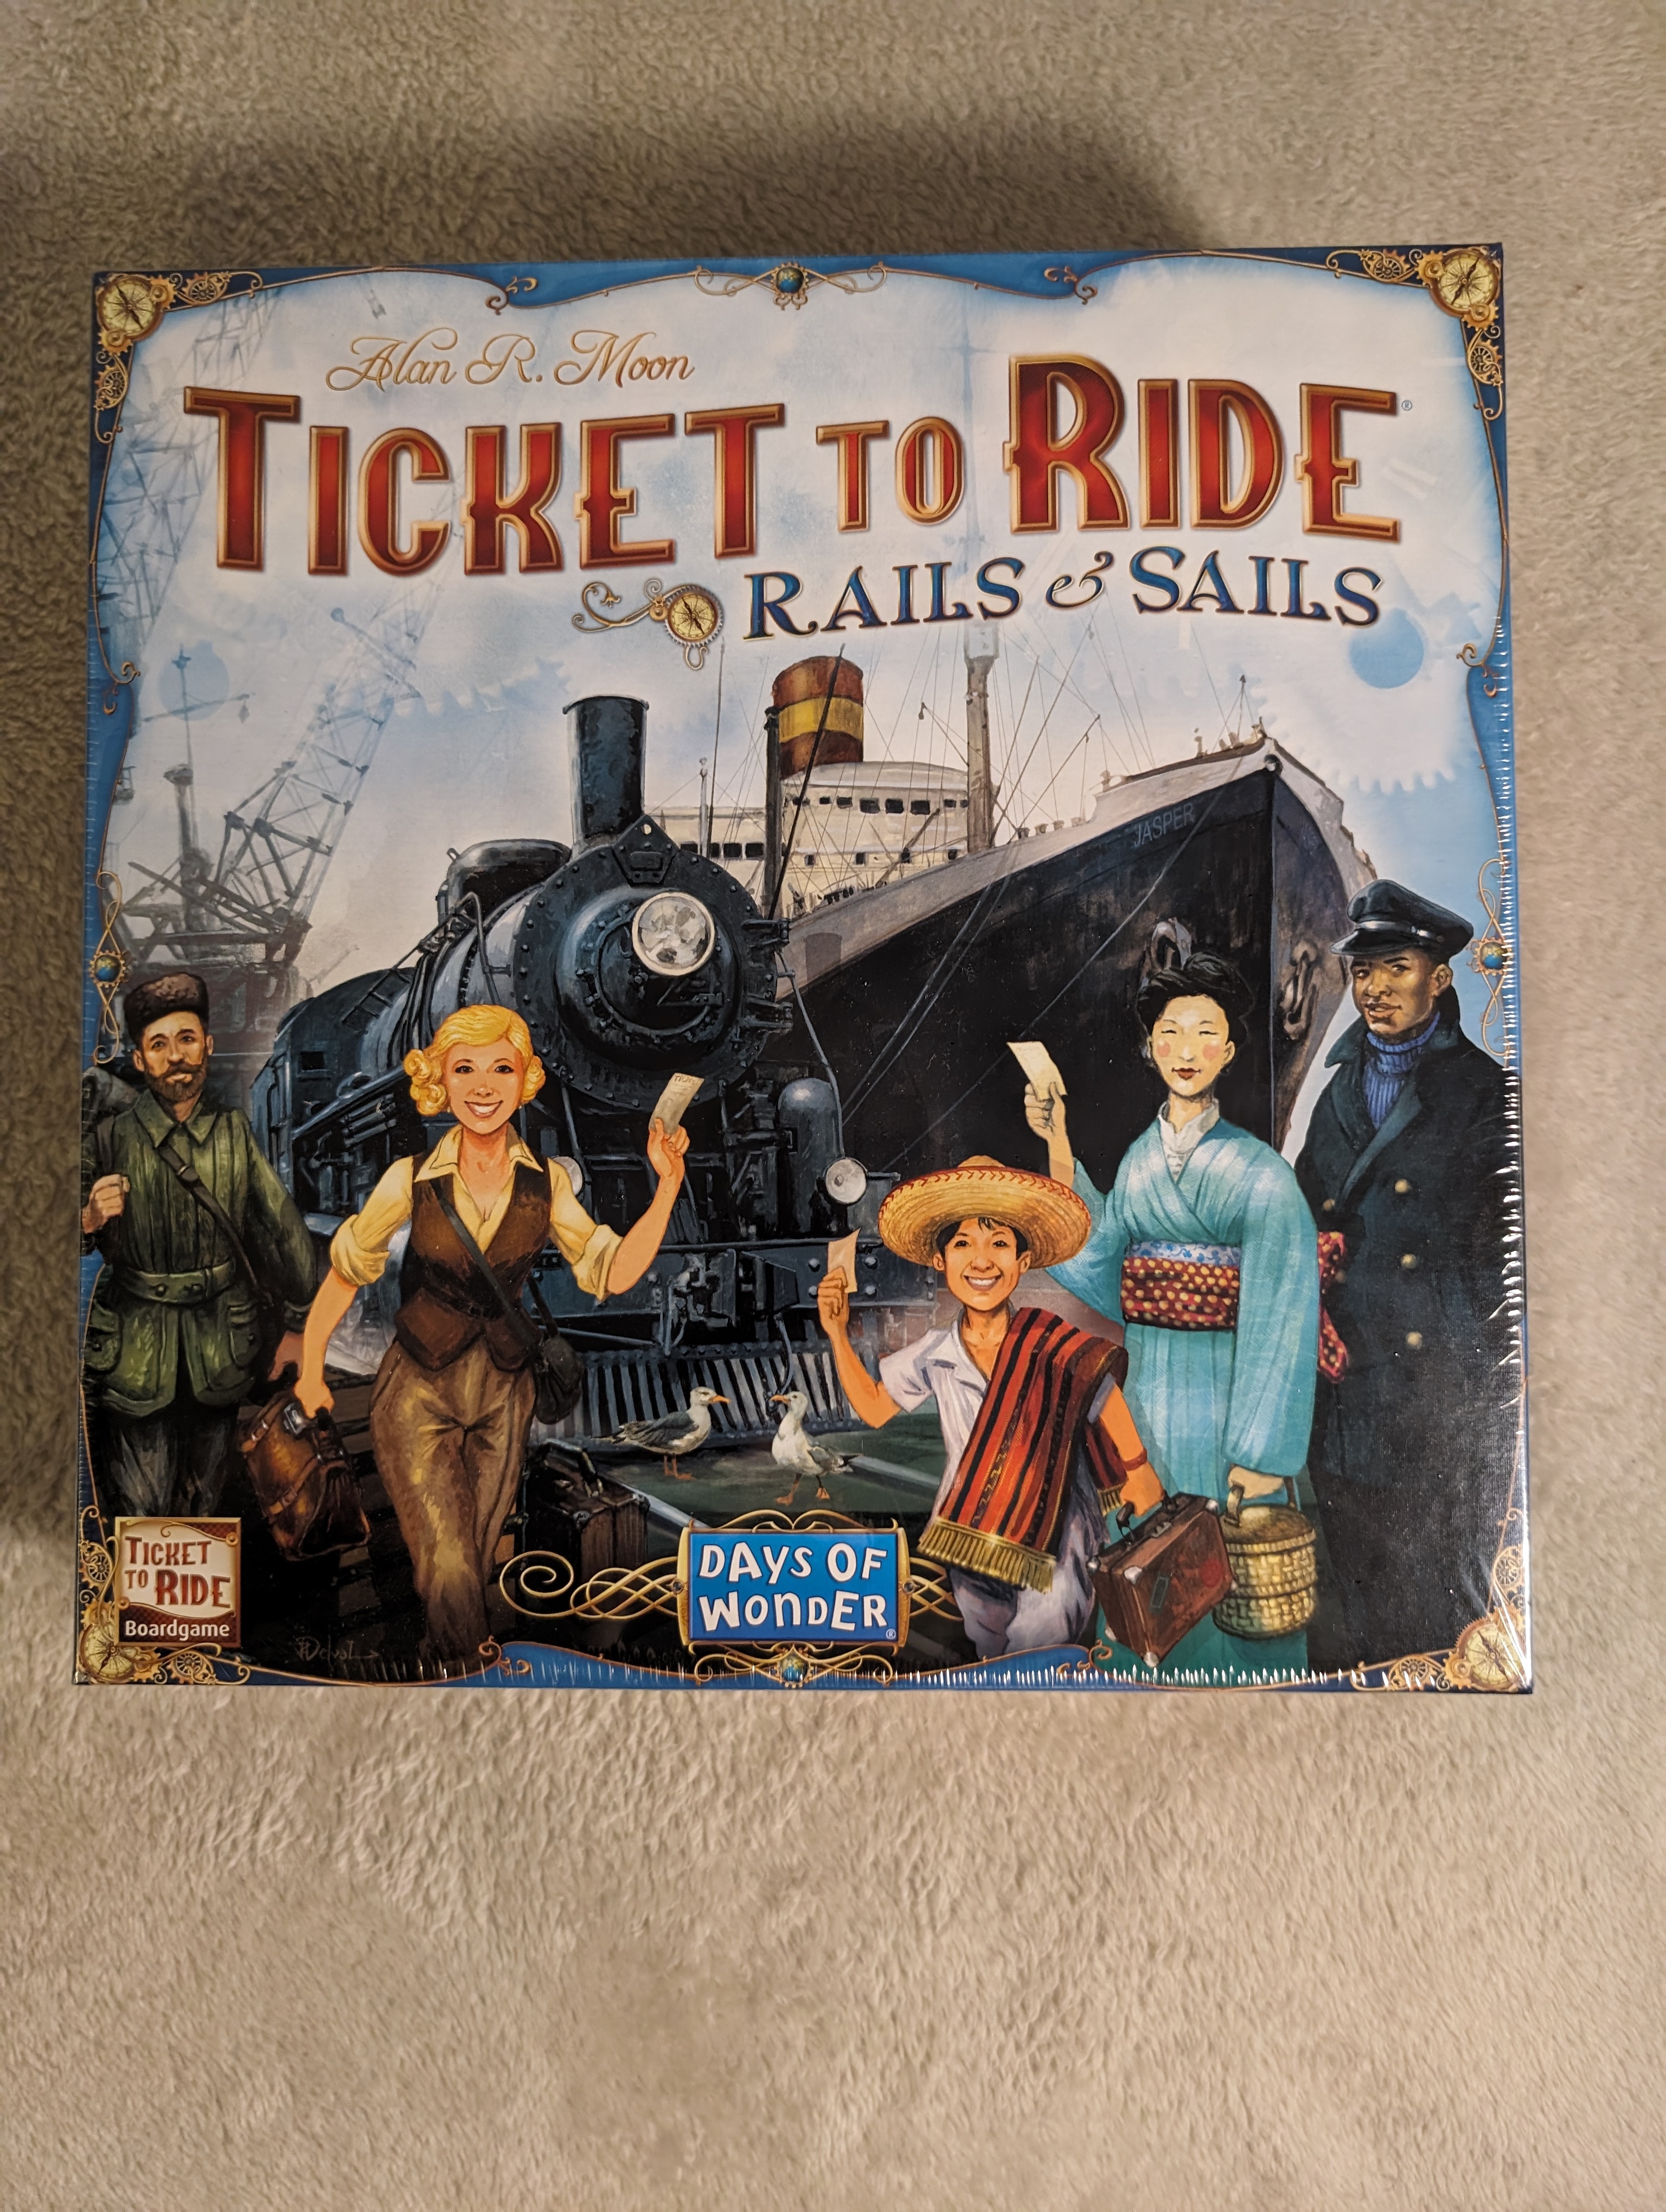 Alan R. Moon
TICKET TO RIDE®
RAILS & SAILS
JASPER
TICKET
TO RIDE
Boardgame
DAYS OF
WONDER®